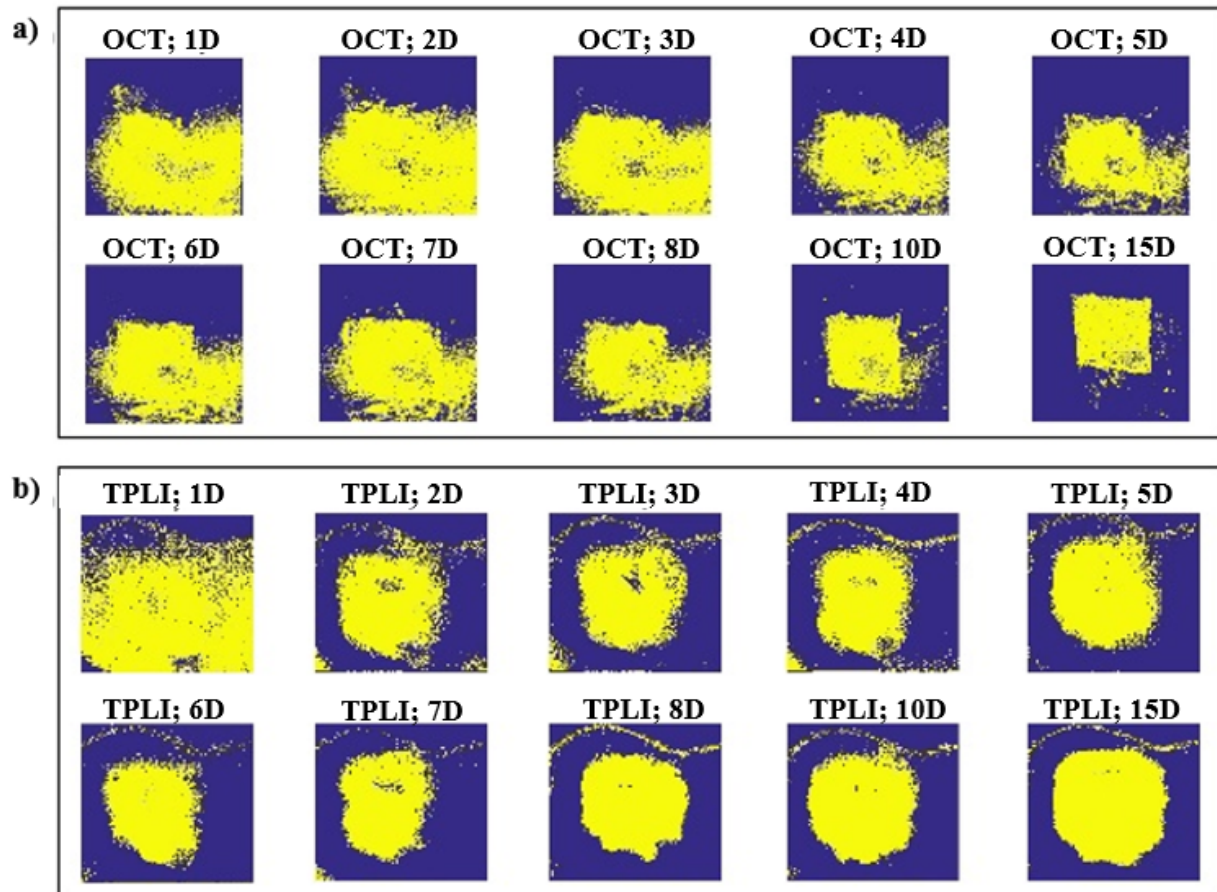 a)
OCT; 1D OCT; 2D OCT; 3D OCT; 4D OCT; 5D
OCT; 6D OCT; 7D OCT; 8D OCT; 10D OCT; 15D
b)
TPLI; 1D TPLI; 2D TPLI; 3D TPLI; 4D TPLI; 5D
TPLI; 6D TPLI; 7D TPLI; 8D TPLI; 10D TPLI; 15D